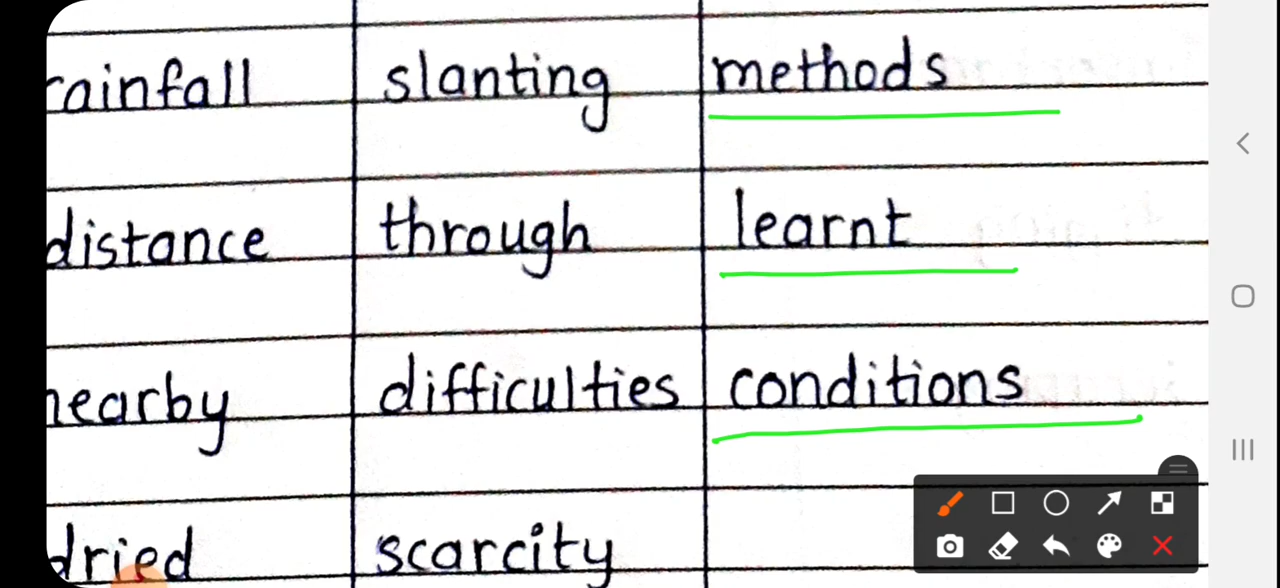 rainfall slanting methods
distance through learnt
nearby difficulties conditions
dried scarcity